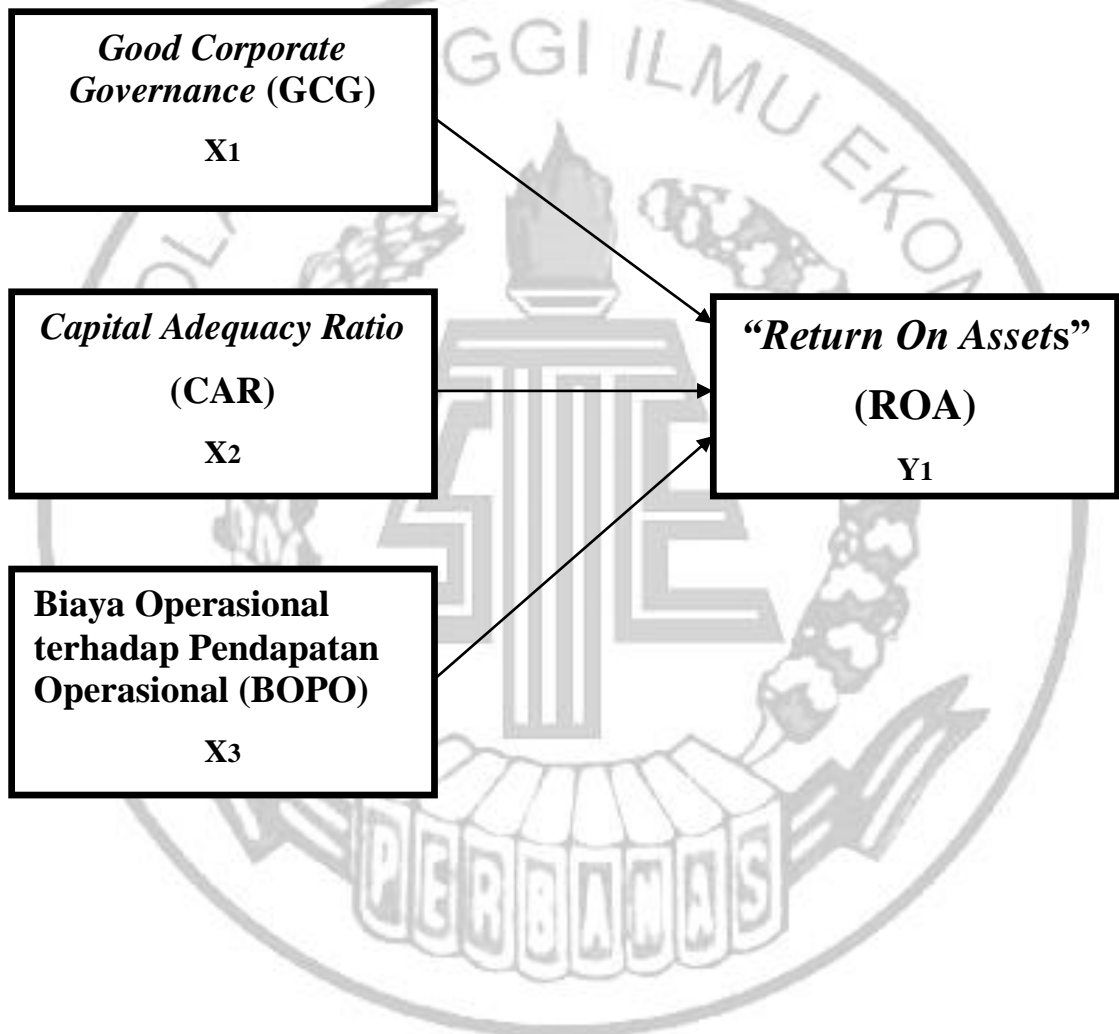 Good Corporate
Governance (GCG)
X1
Capital Adequacy Ratio
(CAR)
X2
Biaya Operasional
terhadap Pendapatan
Operasional (BOPO)
X3
“Return On Assets”
(ROA)
Y1
GGI ILMU EKO
PERBANAS